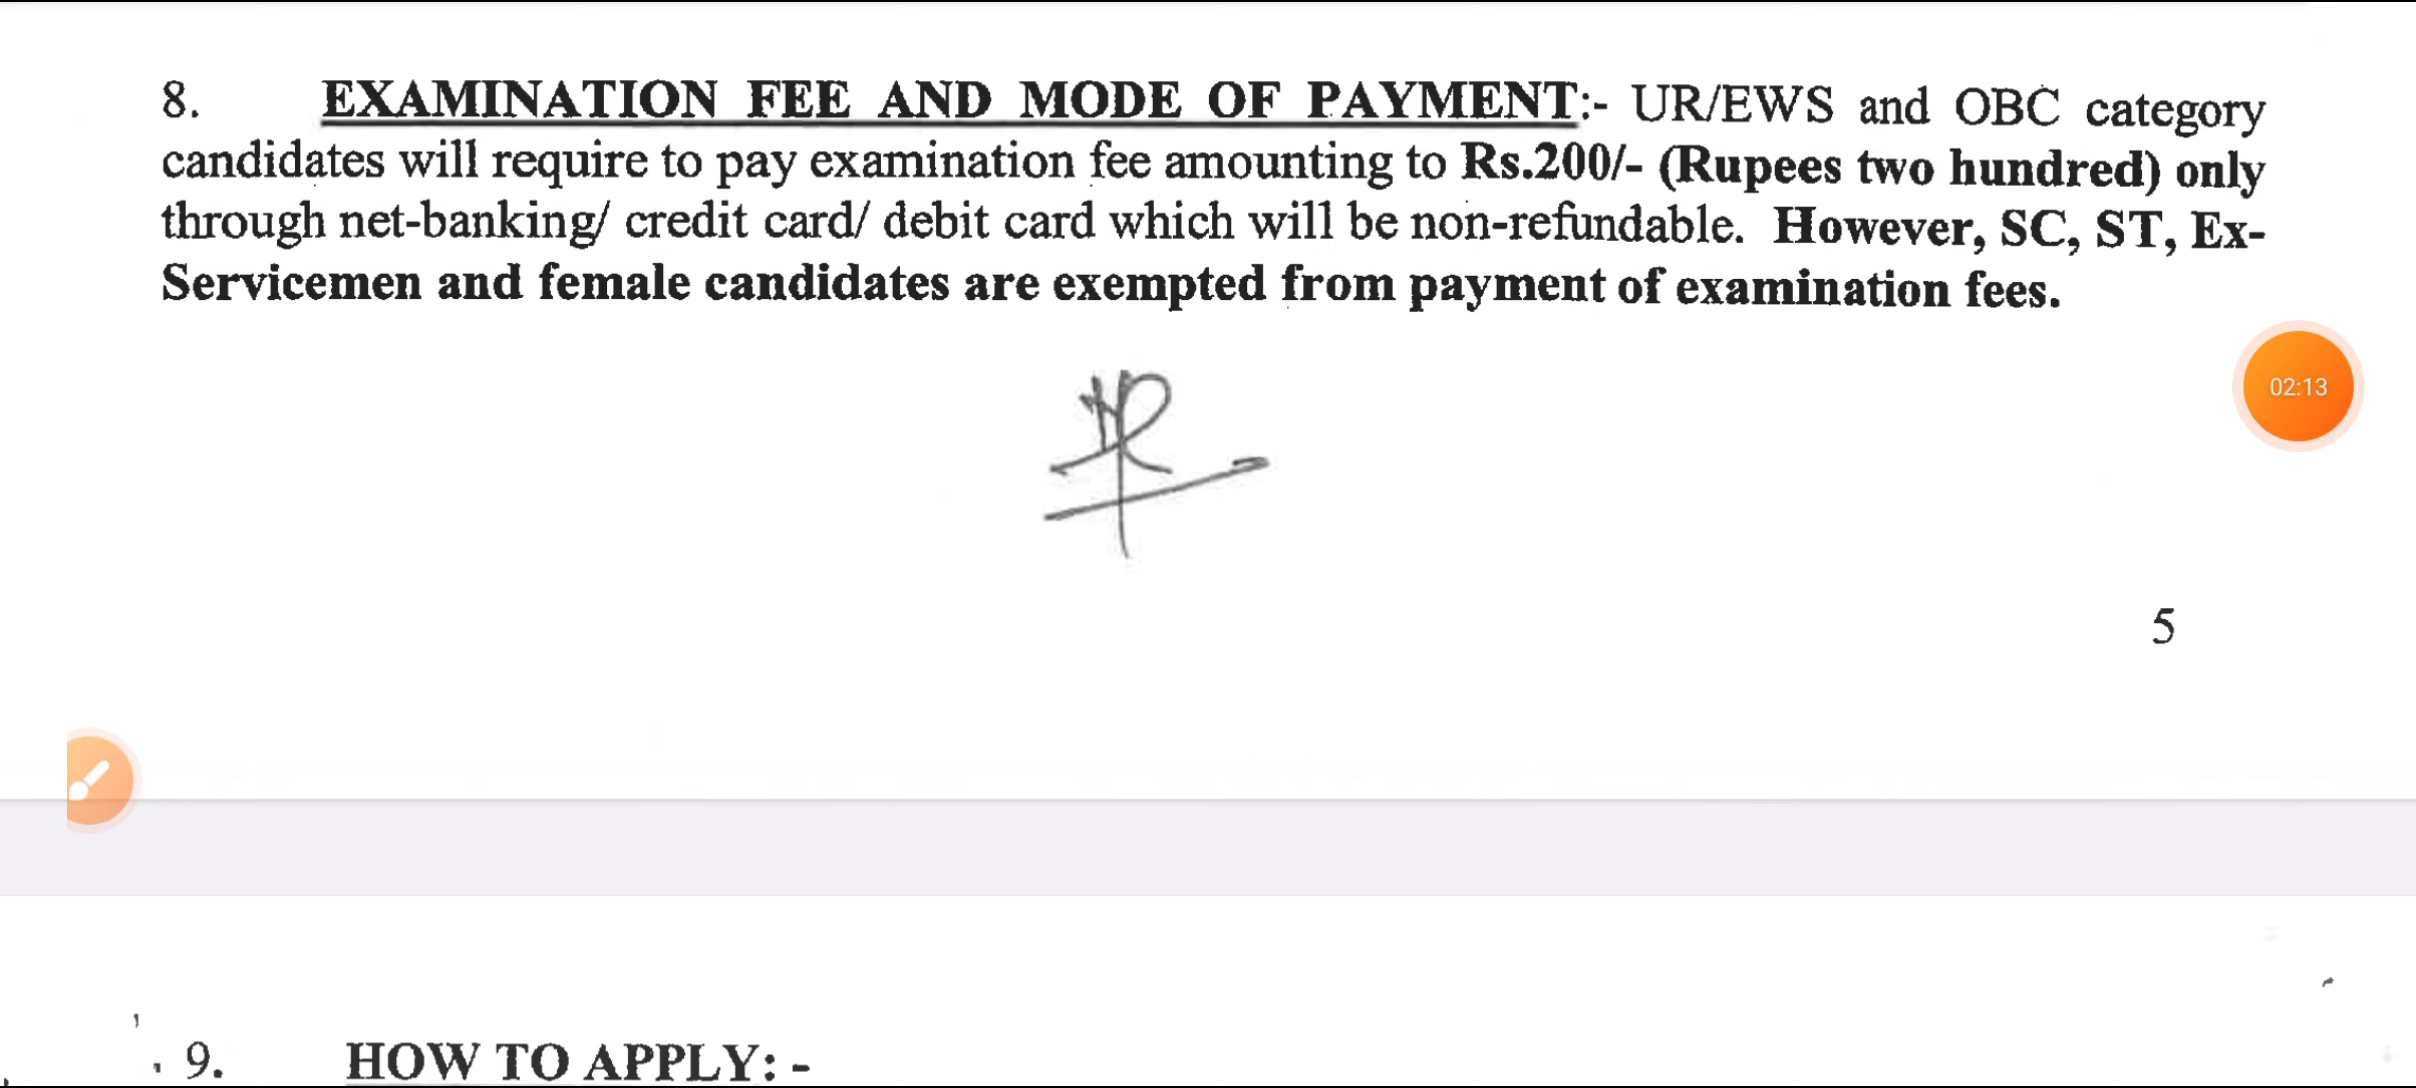 8. EXAMINATION FEE AND MODE OF PAYMENT:- UR/EWS and OBC category
candidates will require to pay examination fee amounting to Rs.200/- (Rupees two hundred) only
through net-banking/ credit card/ debit card which will be non-refundable. However, SC, ST, Ex-
Servicemen and female candidates are exempted from payment of examination fees.
02:13
5
9. HOW TO APPLY: -